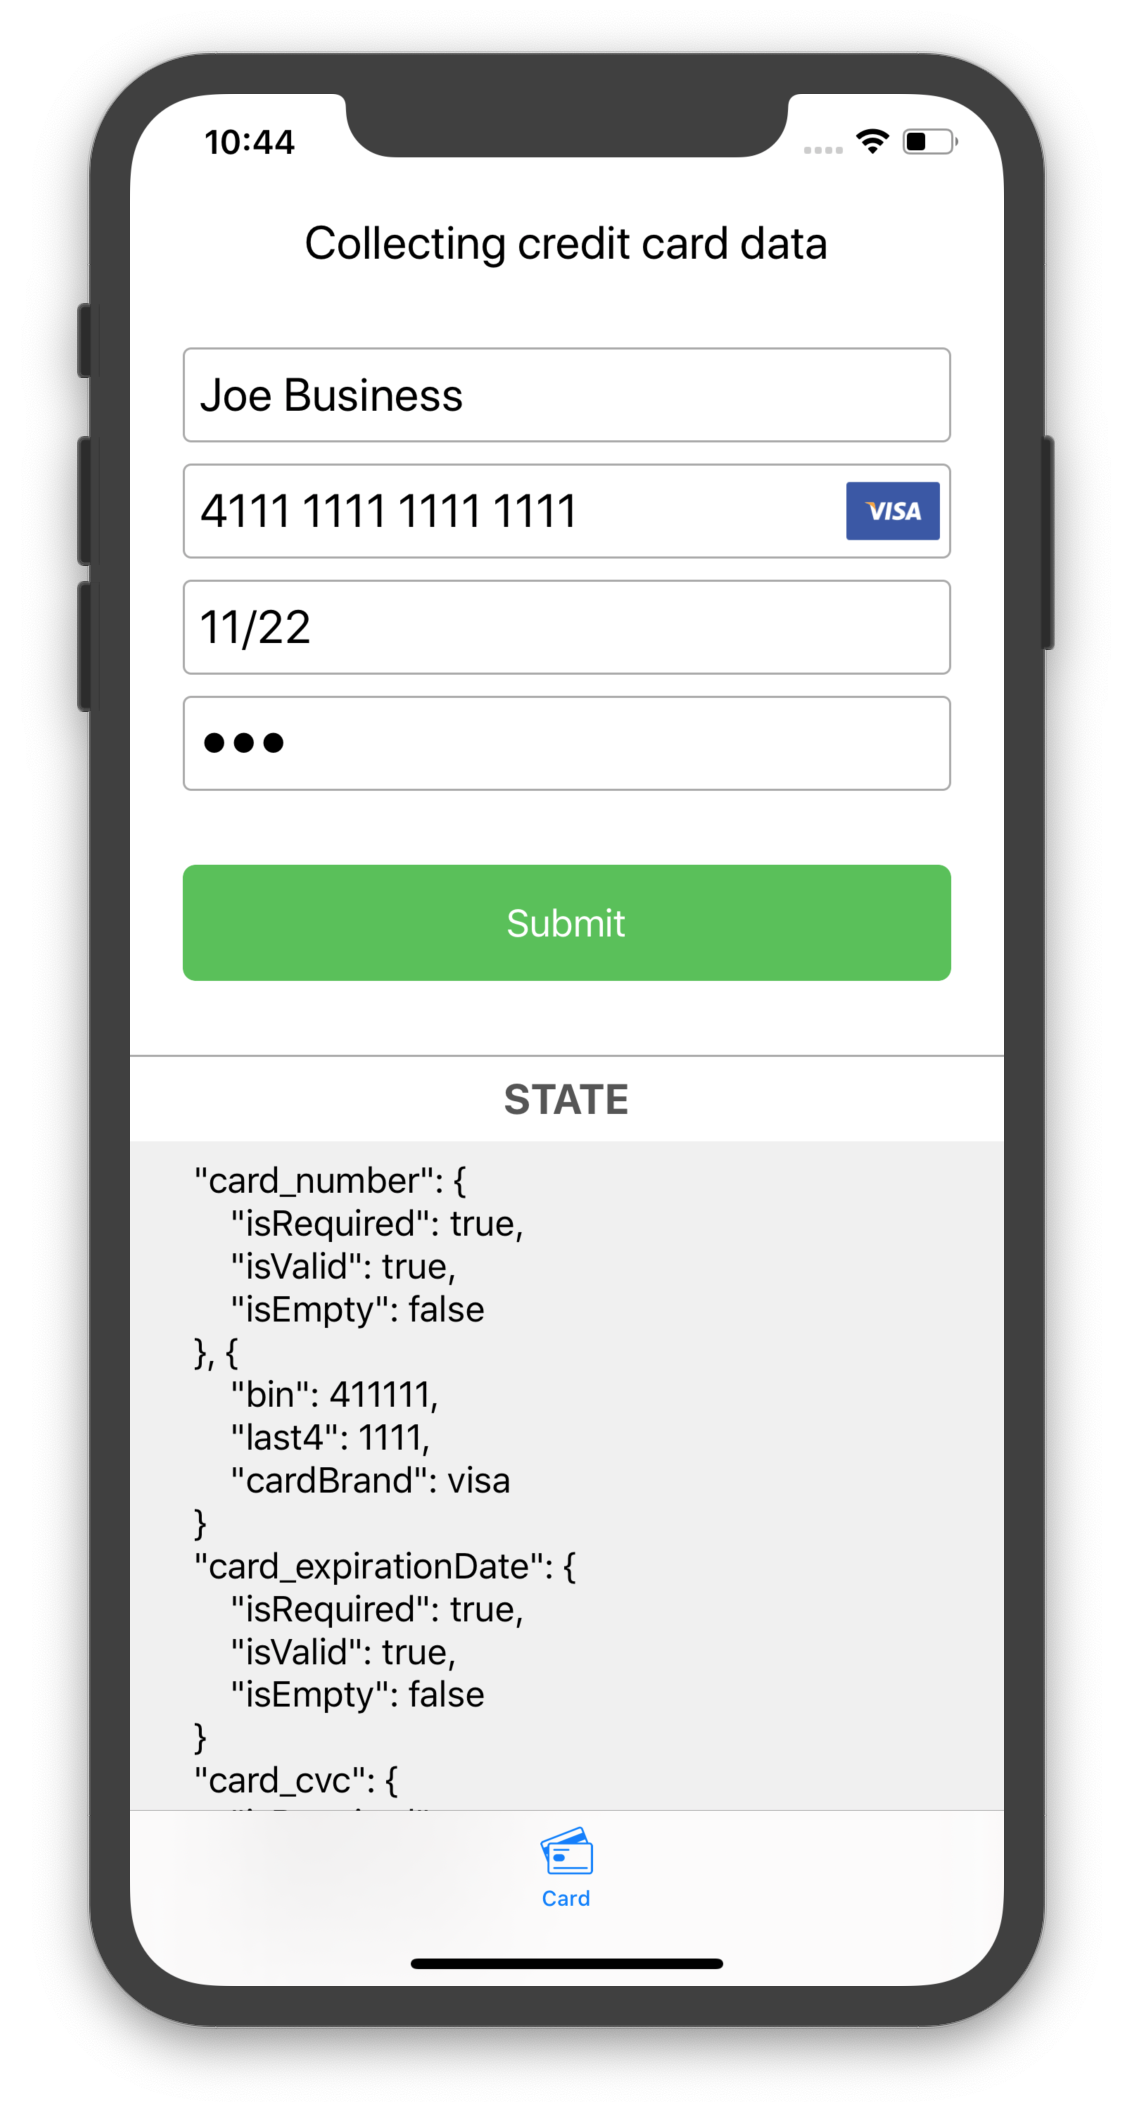 10:44
Collecting credit card data
Joe Business
4111 1111 1111 1111 VISA
11/22
●●●
Submit
STATE
"card_number": {
"isRequired": true,
"isValid": true,
"isEmpty": false
}, {
"bin": 411111,
"last4": 1111,
"cardBrand": visa
}
"card_expirationDate": {
"isRequired": true,
"isValid": true,
"isEmpty": false
}
"card_cvc": {
Card